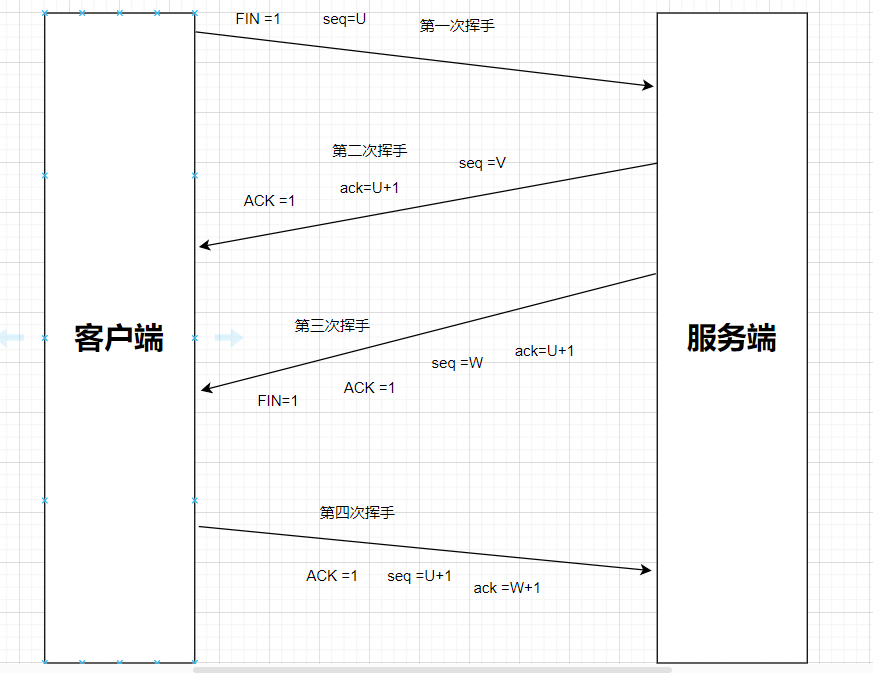 FIN =1 seq=U 第一次挥手
第二次挥手 seq =V
ACK =1 ack=U+1
客户端
服务端
第三次挥手
seq =W ack=U+1
FIN=1 ACK =1
第四次挥手
ACK =1 seq =U+1 ack =W+1